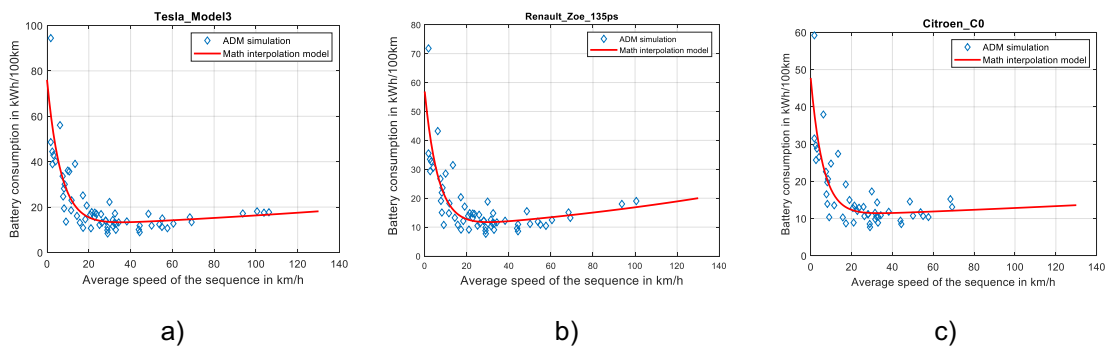 Tesla_Model3
Battery consumption in kWh/100km
100
80
60
40
20
0
ADM simulation
Math interpolation model
0 20 40 60 80 100 120 140
Average speed of the sequence in km/h
a)
Renault_Zoe_135ps
Battery consumption in kWh/100km
80
70
60
50
40
30
20
10
0
ADM simulation
Math interpolation model
0 20 40 60 80 100 120 140
Average speed of the sequence in km/h
b)
Citroen_C0
Battery consumption in kWh/100km
60
50
40
30
20
10
0
ADM simulation
Math interpolation model
0 20 40 60 80 100 120 140
Average speed of the sequence in km/h
c)